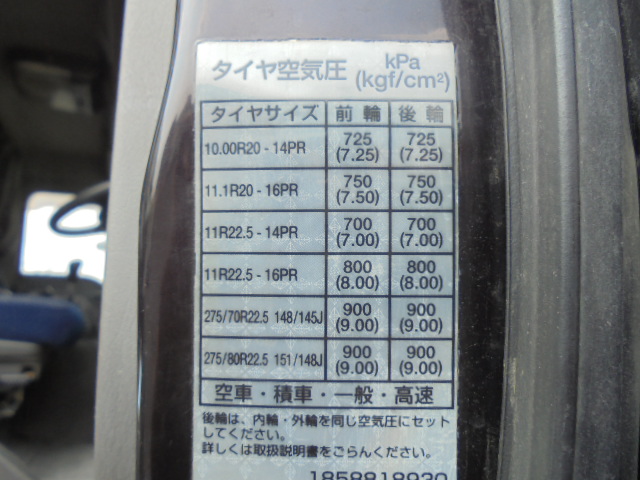 タイヤ空気圧 kPa (kgf/cm²)
タイヤサイズ 前輪 後輪
10.00R20 - 14PR 725 (7.25) 725 (7.25)
11.1R20 - 16PR 750 (7.50) 750 (7.50)
11R22.5 - 14PR 700 (7.00) 700 (7.00)
11R22.5 - 16PR 800 (8.00) 800 (8.00)
275/70R22.5 148/145J 900 (9.00) 900 (9.00)
275/80R22.5 151/148J 900 (9.00) 900 (9.00)
空車・積車・一般・高速
後輪は、内輪・外輪を同じ空気圧にセット
してください。
詳しくは取扱説明書をごらんください。
1858818920